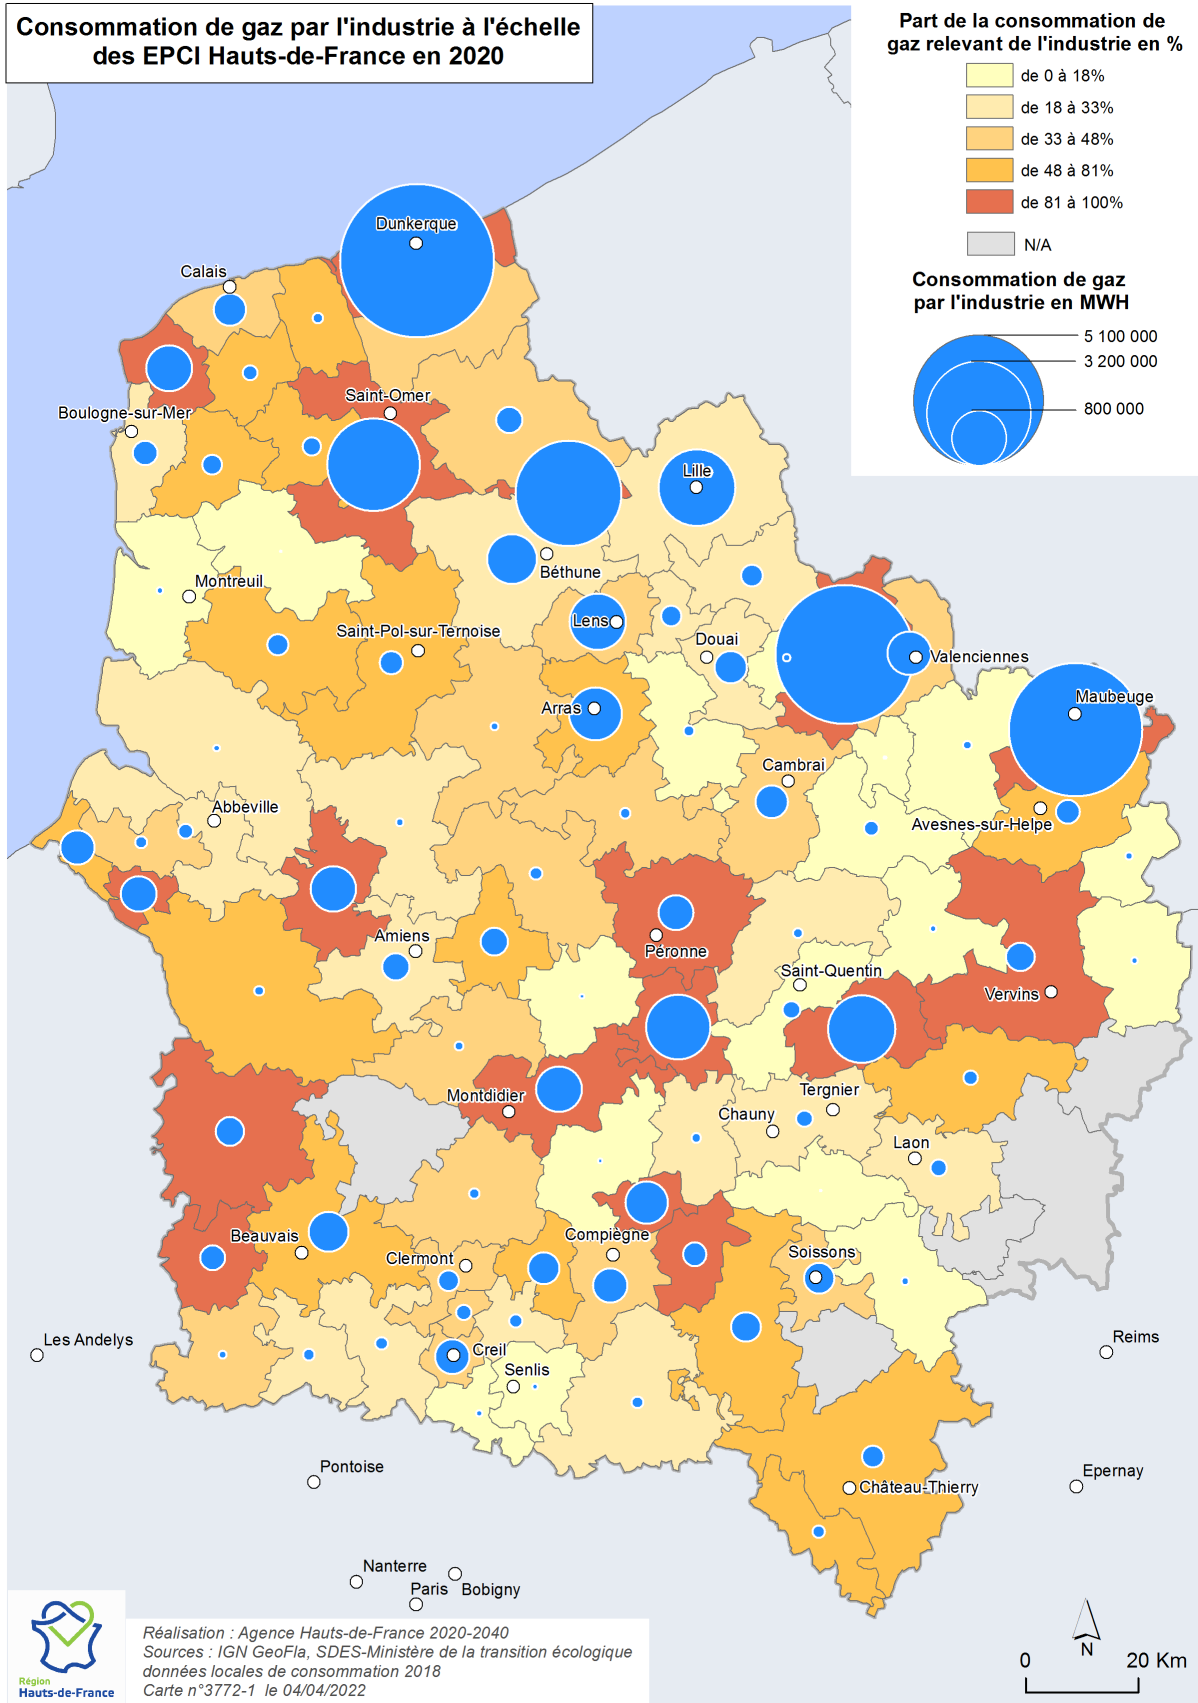 Consommation de gaz par l'industrie à l'échelle
des EPCI Hauts-de-France en 2020
Part de la consommation de
gaz relevant de l'industrie en %
de 0 à 18%
de 18 à 33%
de 33 à 48%
de 48 à 81%
de 81 à 100%
N/A
Consommation de gaz
par l'industrie en MWH
5 100 000
3 200 000
800 000
Dunkerque
Calais
Saint-Omer
Boulogne-sur-Mer
Lille
Béthune
Montreuil
Lens
Saint-Pol-sur-Ternoise
Douai
Valenciennes
Maubeuge
Arras
Cambrai
Abbeville
Avesnes-sur-Helpe
Amiens
Péronne
Saint-Quentin
Vervins
Montdidier
Tergnier
Chauny
Laon
Beauvais
Compiègne
Clermont
Soissons
Les Andelys
Creil
Reims
Senlis
Pontoise
Epernay
Château-Thierry
Nanterre
Paris
Bobigny
Région
Hauts-de-France
Réalisation : Agence Hauts-de-France 2020-2040
Sources : IGN GeoFla, SDES-Ministère de la transition écologique
données locales de consommation 2018
Carte n°3772-1 le 04/04/2022
N
0
20 Km